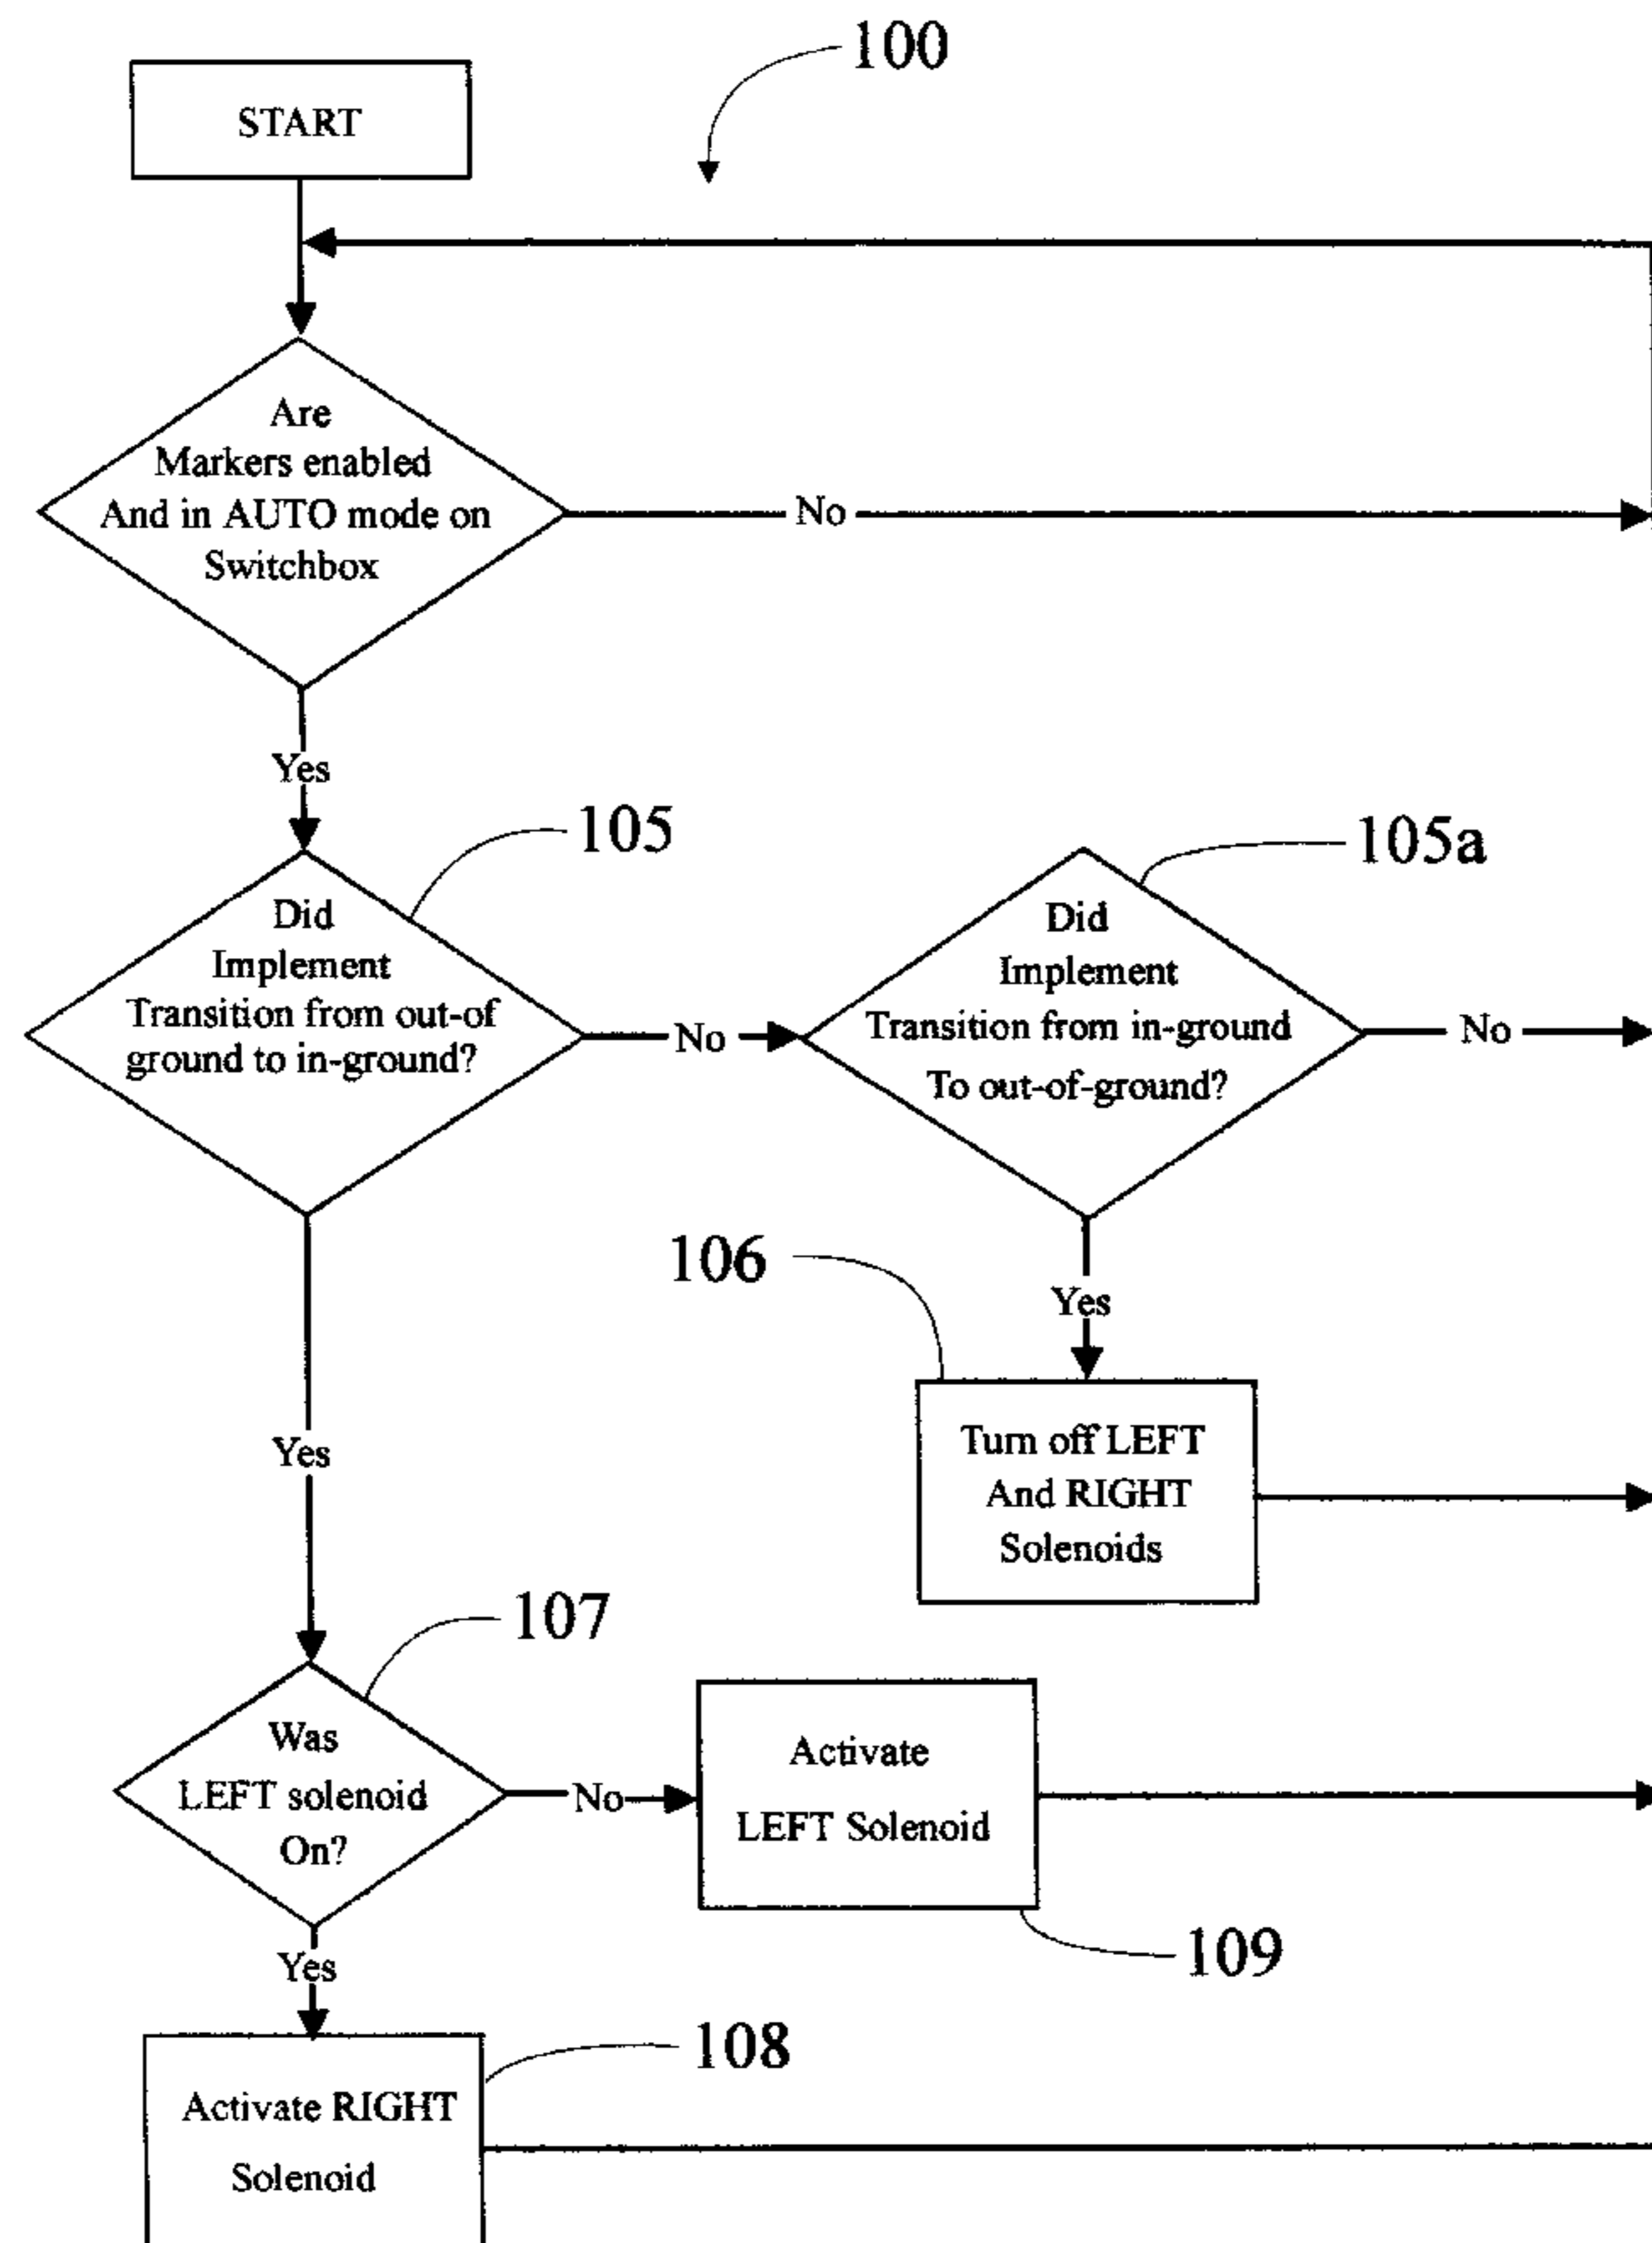 100
START
Are
Markers enabled
And in AUTO mode on
Switchbox
No
Yes
105
105a
Did
Implement
Transition from out-of
ground to in-ground?
No
Did
Implement
Transition from in-ground
To out-of-ground?
No
106
Yes
Turn off LEFT
And RIGHT
Solenoids
Yes
107
Was
LEFT solenoid
On?
No
Activate
LEFT Solenoid
109
Yes
108
Activate RIGHT
Solenoid